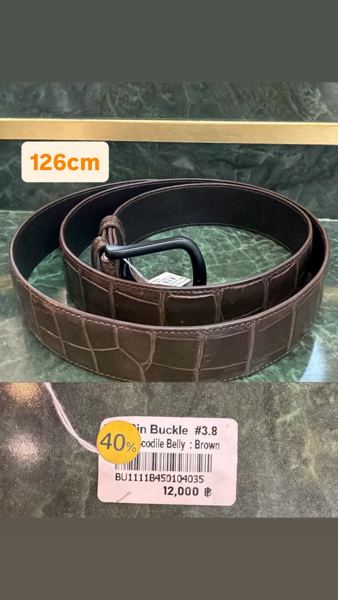 126cm
Pin Buckle #3.8
40%
codile Belly : Brown
BU1111B450104035
12,000 ฿